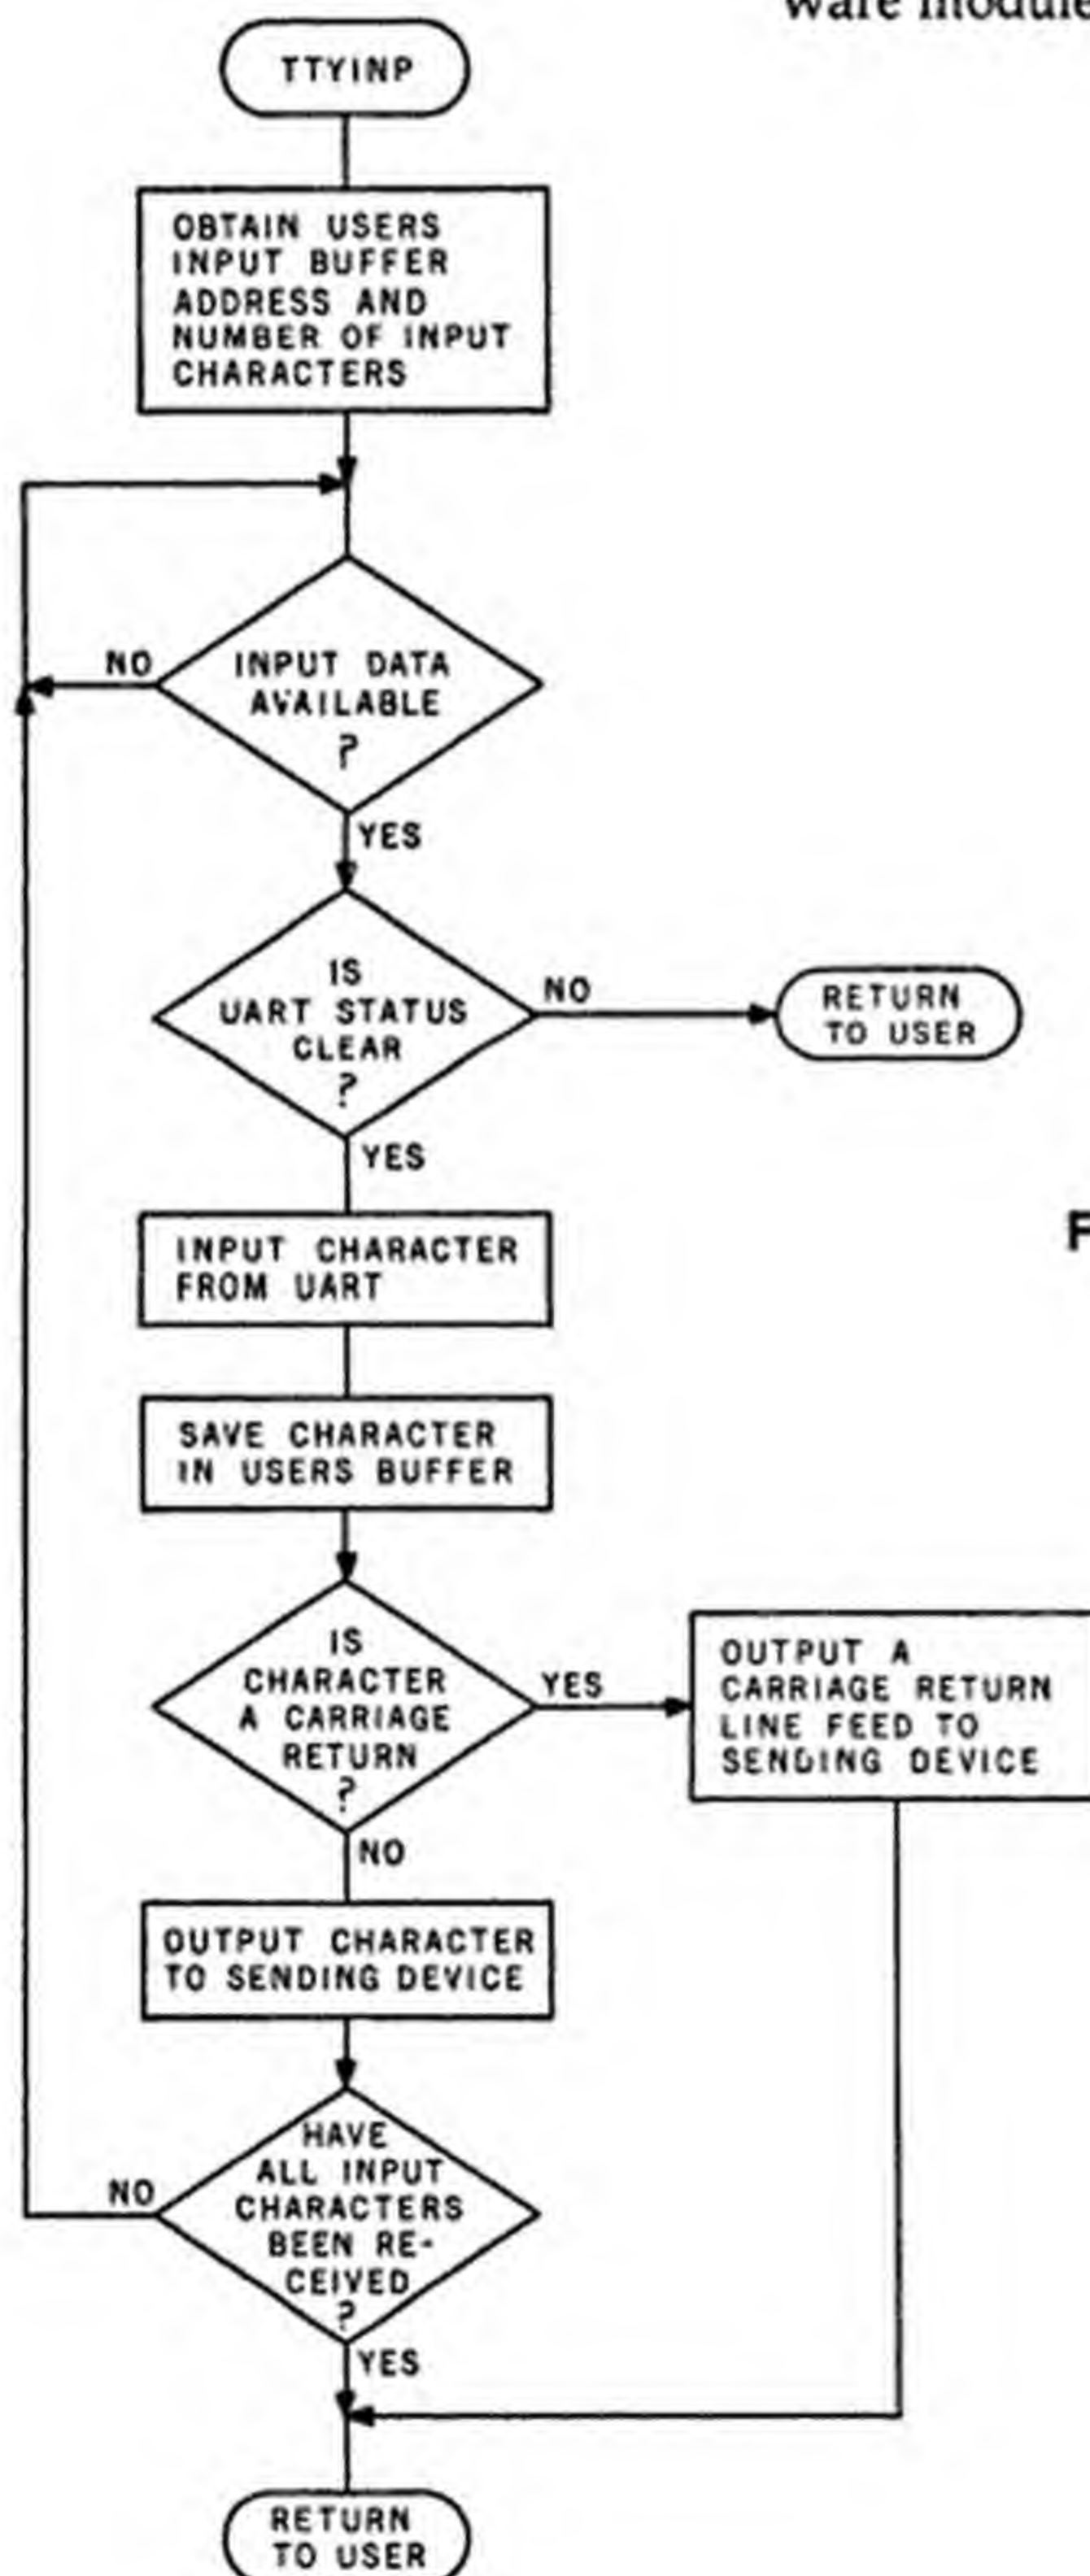 ware module
TTYINP
OBTAIN USERS
INPUT BUFFER
ADDRESS AND
NUMBER OF INPUT
CHARACTERS
INPUT DATA
AVAILABLE
?
NO
YES
IS
UART STATUS
CLEAR
?
NO
RETURN
TO USER
YES
F
INPUT CHARACTER
FROM UART
SAVE CHARACTER
IN USERS BUFFER
IS
CHARACTER
A CARRIAGE
RETURN
?
YES
OUTPUT A
CARRIAGE RETURN
LINE FEED TO
SENDING DEVICE
NO
OUTPUT CHARACTER
TO SENDING DEVICE
HAVE
ALL INPUT
CHARACTERS
BEEN RE-
CEIVED
?
NO
YES
RETURN
TO USER